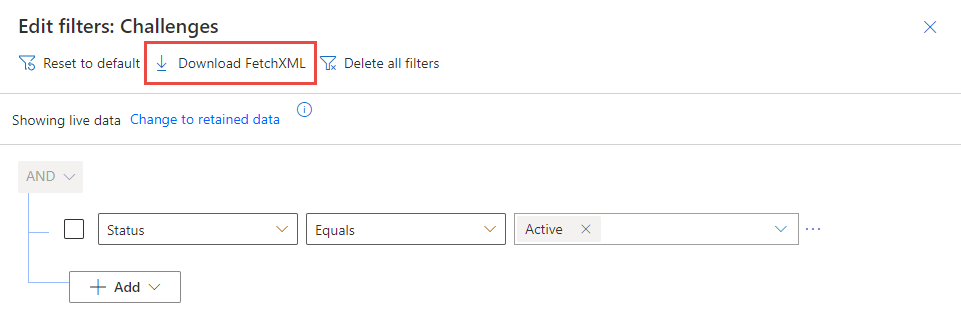 Edit filters: Challenges
Reset to default Download FetchXML Delete all filters
Showing live data Change to retained data
AND
Status Equals Active
Add